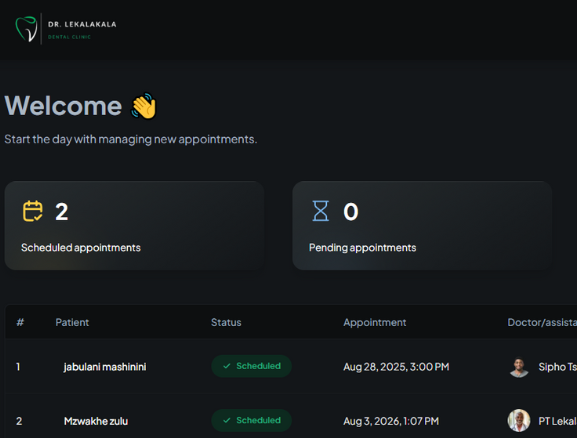 DR. LEKALAKALA
DENTAL CLINIC
Welcome 👋
Start the day with managing new appointments.
2
Scheduled appointments
0
Pending appointments
# Patient Status Appointment Doctor/assista
1 jabulani mashinini Scheduled Aug 28, 2025, 3:00 PM Sipho Ts
2 Mzwakhe zulu Scheduled Aug 3, 2026, 1:07 PM PT Lekal